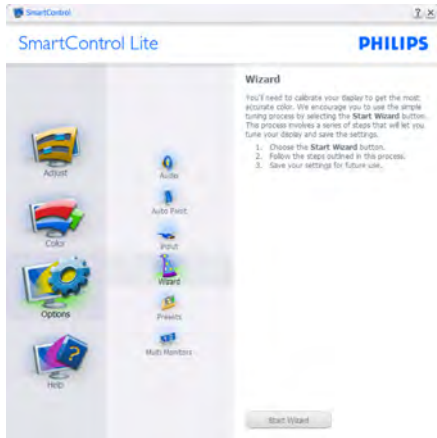 SmartControl
SmartControl Lite
PHILIPS
Adjust
Color
Options
Help
Audio
Auto Pivot
Input
Wizard
Presets
Multi Monitors
Wizard
You'll need to calibrate your display to get the most
accurate color. We encourage you to use the simple
tuning process by selecting the Start Wizard button.
This process involves a series of steps that will let you
tune your display and save the settings.
1. Choose the Start Wizard button.
2. Follow the steps outlined in the process.
3. Save your settings for future use.
Start Wizard